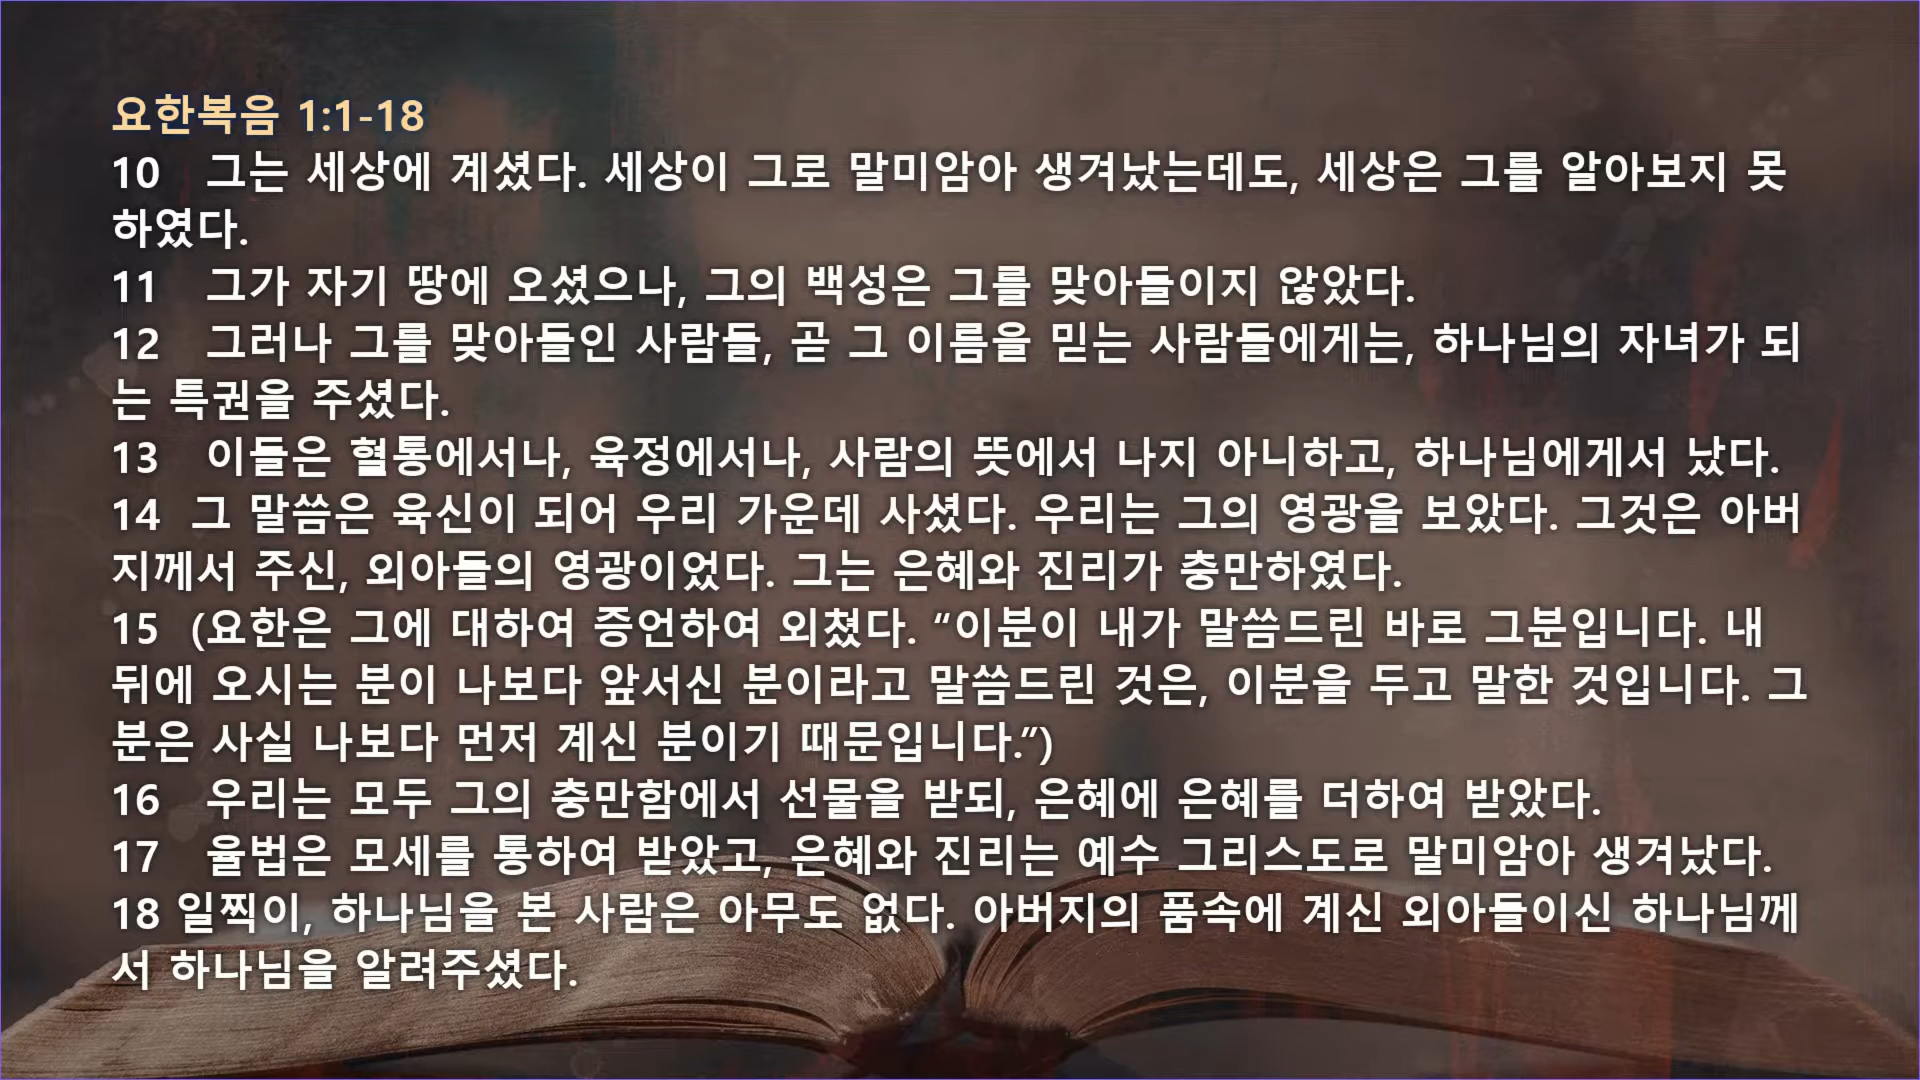 요한복음 1:1-18
10 그는 세상에 계셨다. 세상이 그로 말미암아 생겨났는데도, 세상은 그를 알아보지 못
하였다.
11 그가 자기 땅에 오셨으나, 그의 백성은 그를 맞아들이지 않았다.
12 그러나 그를 맞아들인 사람들, 곧 그 이름을 믿는 사람들에게는, 하나님의 자녀가 되
는 특권을 주셨다.
13 이들은 혈통에서나, 육정에서나, 사람의 뜻에서 나지 아니하고, 하나님에게서 났다.
14 그 말씀은 육신이 되어 우리 가운데 사셨다. 우리는 그의 영광을 보았다. 그것은 아버
지께서 주신, 외아들의 영광이었다. 그는 은혜와 진리가 충만하였다.
15 (요한은 그에 대하여 증언하여 외쳤다. “이분이 내가 말씀드린 바로 그분입니다. 내
뒤에 오시는 분이 나보다 앞서신 분이라고 말씀드린 것은, 이분을 두고 말한 것입니다. 그
분은 사실 나보다 먼저 계신 분이기 때문입니다.”)
16 우리는 모두 그의 충만함에서 선물을 받되, 은혜에 은혜를 더하여 받았다.
17 율법은 모세를 통하여 받았고, 은혜와 진리는 예수 그리스도로 말미암아 생겨났다.
18 일찍이, 하나님을 본 사람은 아무도 없다. 아버지의 품속에 계신 외아들이신 하나님께
서 하나님을 알려주셨다.